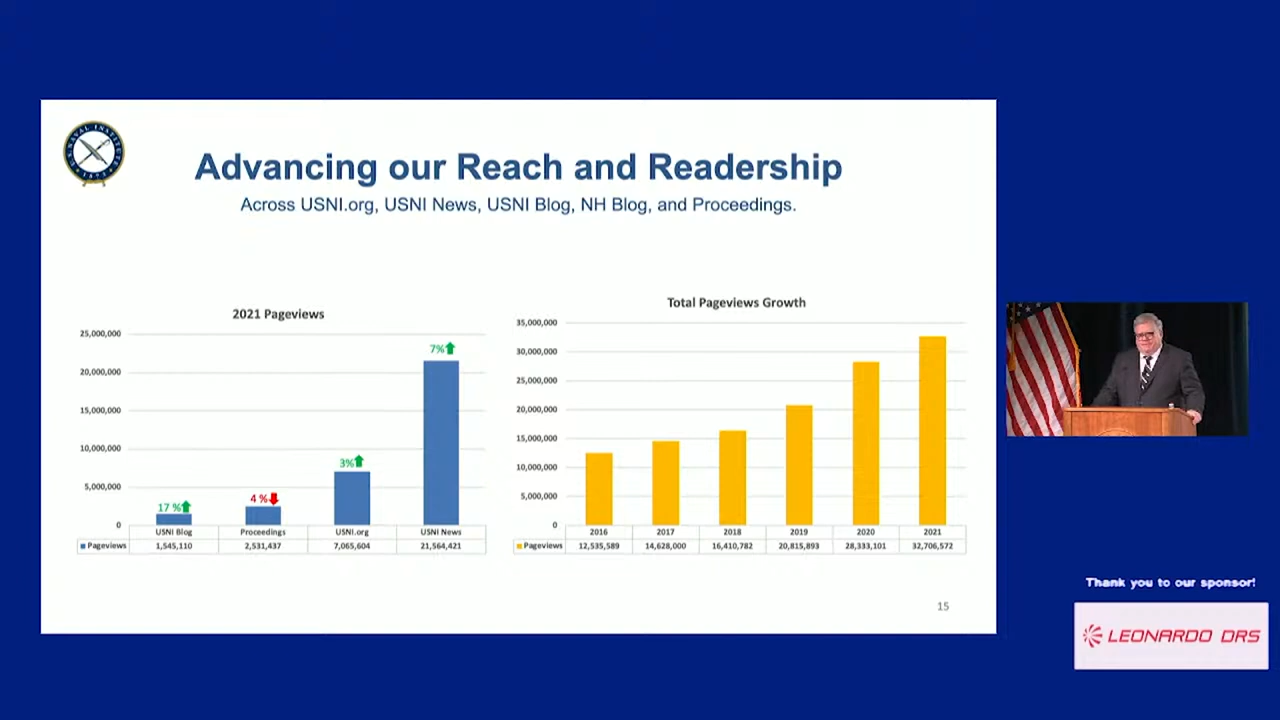 U.S. NAVAL INSTITUTE
1873
Advancing our Reach and Readership
Across USNI.org, USNI News, USNI Blog, NH Blog, and Proceedings.
2021 Pageviews
25,000,000
20,000,000
15,000,000
10,000,000
5,000,000
0
17 %
4 %
3%
7%
USNI Blog Proceedings USNI.org USNI News
Pageviews 1,545,110 2,531,437 7,065,604 21,564,421
Total Pageviews Growth
35,000,000
30,000,000
25,000,000
20,000,000
15,000,000
10,000,000
5,000,000
0
2016 2017 2018 2019 2020 2021
Pageviews 12,535,589 14,628,000 16,410,782 20,815,893 28,333,101 32,706,572
15
Thank you to our sponsor!
LEONARDO DRS